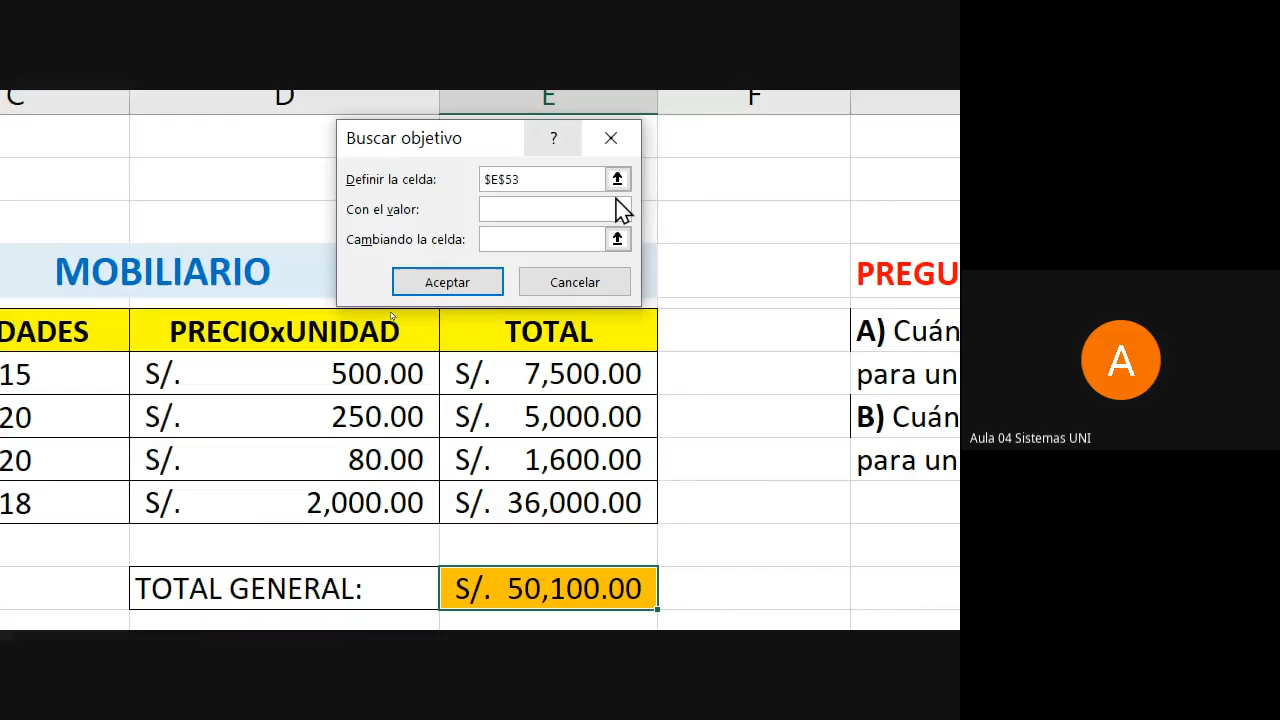 C D E F
Buscar objetivo ?
Definir la celda: $E$53
Con el valor:
Cambiando la celda:
Aceptar Cancelar
MOBILIARIO PREGU
DADES PRECIOxUNIDAD TOTAL A) Cuán
15 S/. 500.00 S/. 7,500.00 para un
20 S/. 250.00 S/. 5,000.00 B) Cuán
20 S/. 80.00 S/. 1,600.00 para un
18 S/. 2,000.00 S/. 36,000.00
TOTAL GENERAL: S/. 50,100.00
A
Aula 04 Sistemas UNI